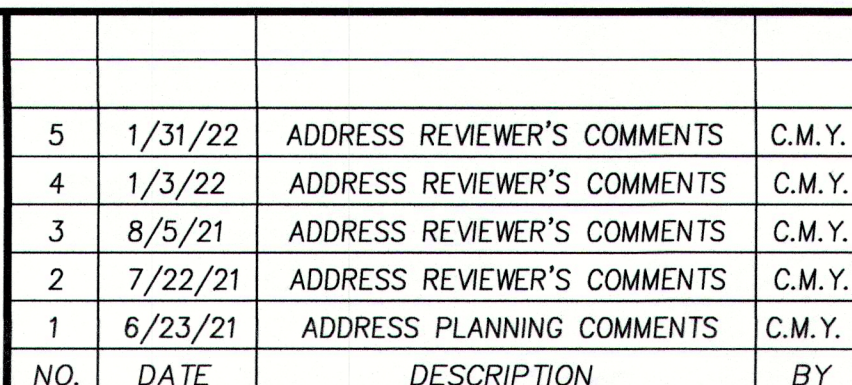 5 1/31/22 ADDRESS REVIEWER'S COMMENTS C.M.Y.
4 1/3/22 ADDRESS REVIEWER'S COMMENTS C.M.Y.
3 8/5/21 ADDRESS REVIEWER'S COMMENTS C.M.Y.
2 7/22/21 ADDRESS REVIEWER'S COMMENTS C.M.Y.
1 6/23/21 ADDRESS PLANNING COMMENTS C.M.Y.
NO. DATE DESCRIPTION BY